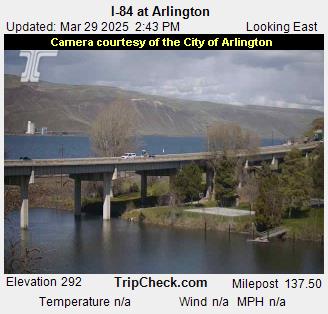 I-84 at Arlington
Updated: Mar 29 2025 2:43 PM Looking East
Camera courtesy of the City of Arlington
Elevation 292 TripCheck.com Milepost 137.50
Temperature n/a Wind n/a MPH n/a